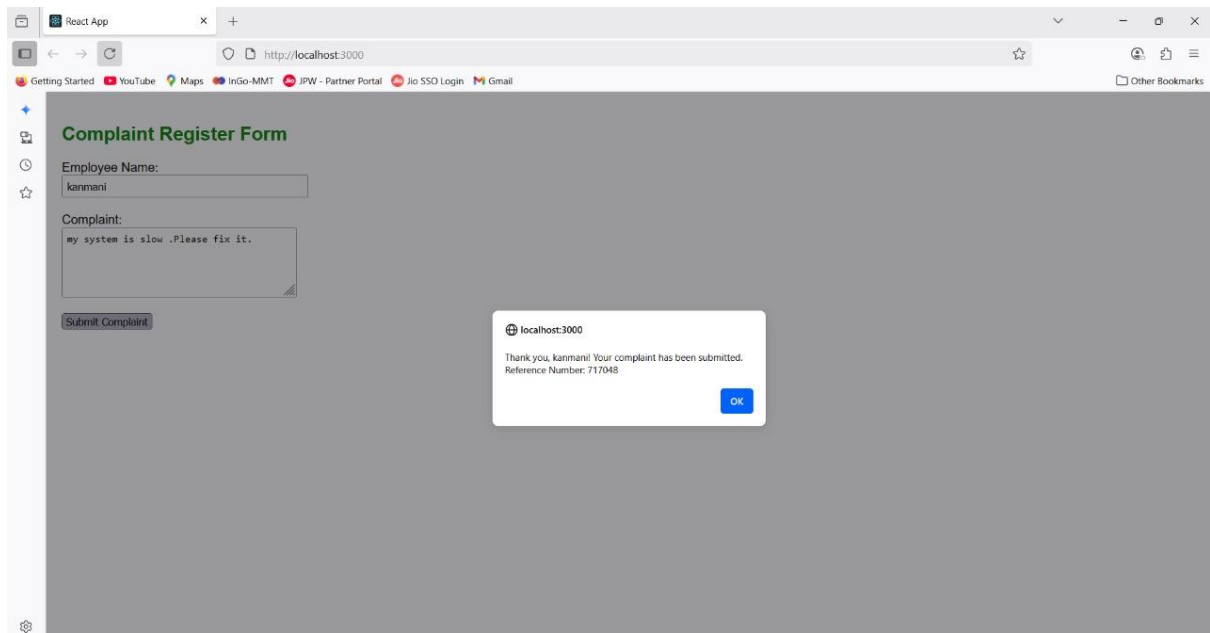 React App
http://localhost:3000
Getting Started YouTube Maps InGo-MMT JPW - Partner Portal Jio SSO Login Gmail Other Bookmarks
Complaint Register Form
Employee Name:
kanmani
Complaint:
my system is slow .Please fix it.
Submit Complaint
localhost:3000
Thank you, kanmani! Your complaint has been submitted.
Reference Number: 717048
OK